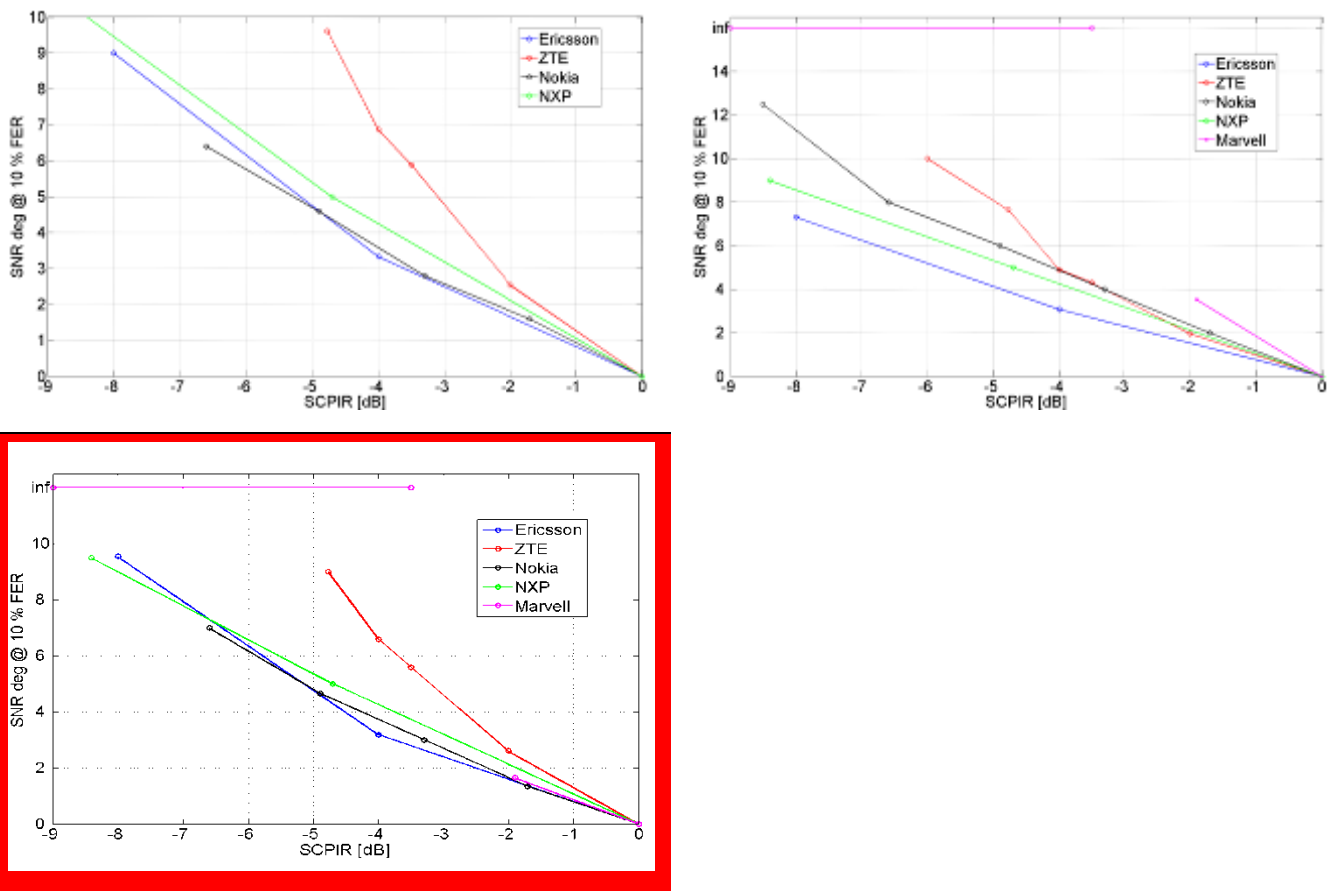 10
9
8
7
6
5
4
3
2
1
0
SNR deg @ 10 % FER
Ericsson
ZTE
Nokia
NXP
-9 -8 -7 -6 -5 -4 -3 -2 -1 0
SCPIR [dB]
inf
14
12
10
8
6
4
2
0
SNR deg @ 10 % FER
Ericsson
ZTE
Nokia
NXP
Marvell
-9 -8 -7 -6 -5 -4 -3 -2 -1 0
SCPIR [dB]
inf
10
8
6
4
2
0
SNR deg @ 10 % FER
Ericsson
ZTE
Nokia
NXP
Marvell
-9 -8 -7 -6 -5 -4 -3 -2 -1 0
SCPIR [dB]